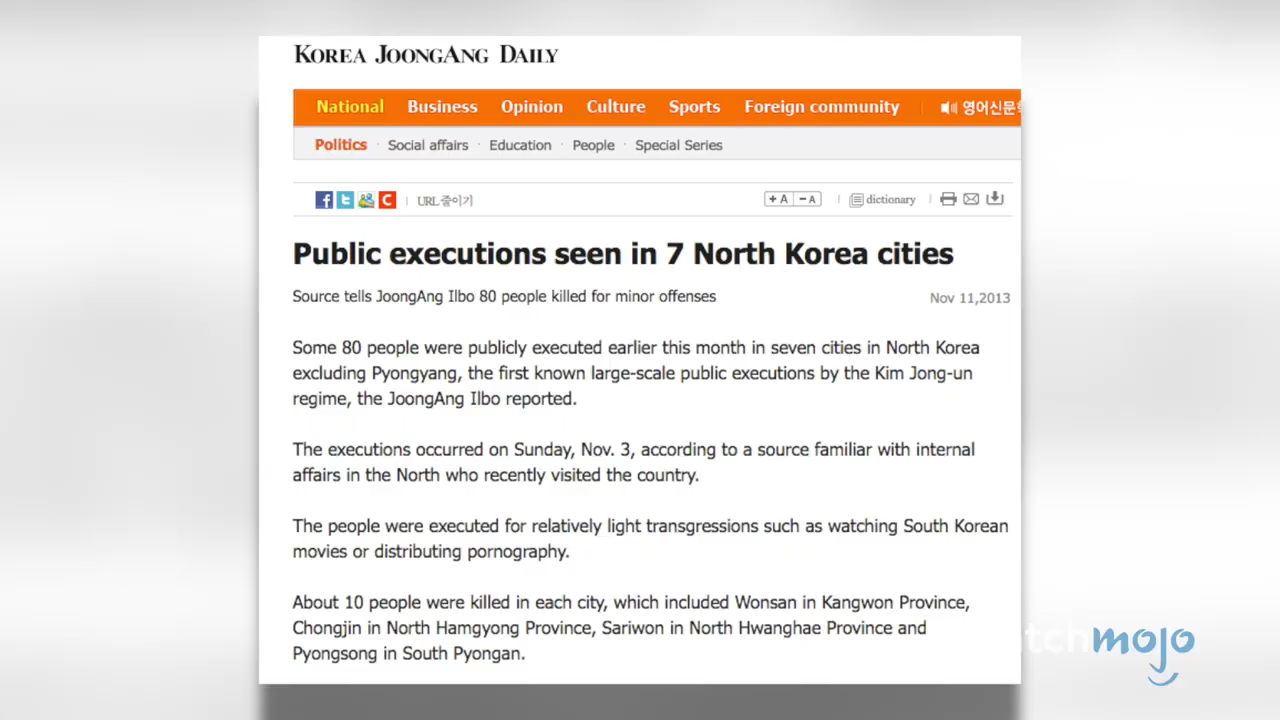 KOREA JOONGANG DAILY
National Business Opinion Culture Sports Foreign community 영어신문
Politics Social affairs Education People Special Series
URL 줄이기 + A - A dictionary
Public executions seen in 7 North Korea cities
Source tells JoongAng Ilbo 80 people killed for minor offenses Nov 11,2013
Some 80 people were publicly executed earlier this month in seven cities in North Korea
excluding Pyongyang, the first known large-scale public executions by the Kim Jong-un
regime, the JoongAng Ilbo reported.
The executions occurred on Sunday, Nov. 3, according to a source familiar with internal
affairs in the North who recently visited the country.
The people were executed for relatively light transgressions such as watching South Korean
movies or distributing pornography.
About 10 people were killed in each city, which included Wonsan in Kangwon Province,
Chongjin in North Hamgyong Province, Sariwon in North Hwanghae Province and
Pyongsong in South Pyongan.
tchmojo